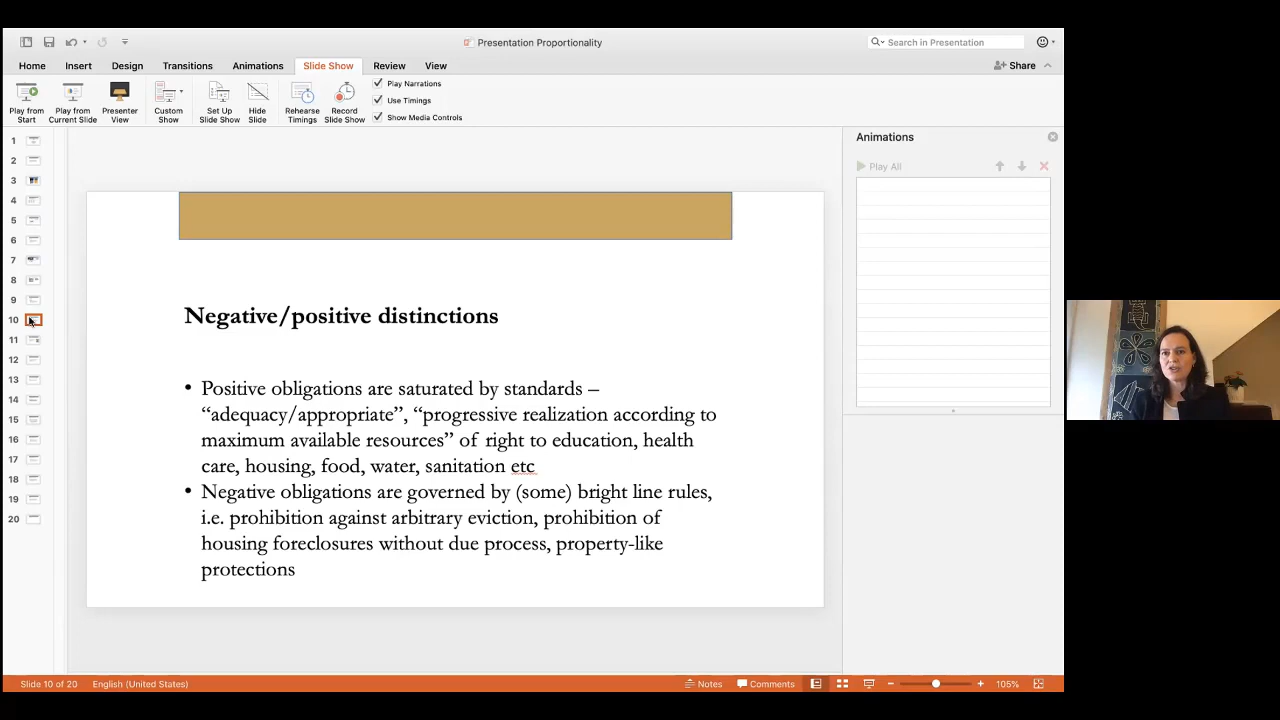 Presentation Proportionality
Search in Presentation
Home Insert Design Transitions Animations Slide Show Review View
Share
Play from Start
Play from Current Slide
Presenter View
Custom Show
Set Up Slide Show
Hide Slide
Rehearse Timings
Record Slide Show
Play Narrations
Use Timings
Show Media Controls
1
2
3
4
5
6
7
8
9
10
11
12
13
14
15
16
17
18
19
20
Negative/positive distinctions
• Positive obligations are saturated by standards –
“adequacy/appropriate”, “progressive realization according to
maximum available resources” of right to education, health
care, housing, food, water, sanitation etc
• Negative obligations are governed by (some) bright line rules,
i.e. prohibition against arbitrary eviction, prohibition of
housing foreclosures without due process, property-like
protections
Animations
Play All
Slide 10 of 20 English (United States)
Notes Comments 105%